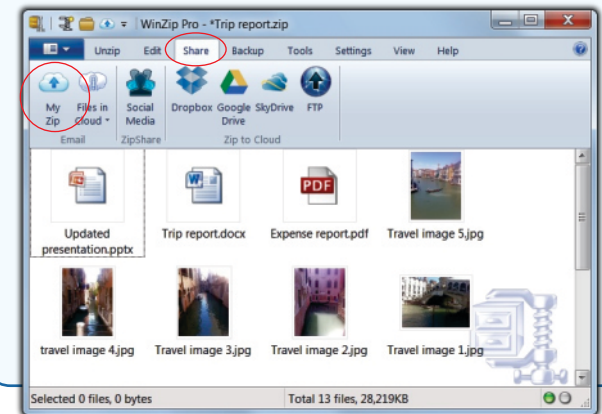 WinZip Pro - *Trip report.zip
Unzip Edit Share Backup Tools Settings View Help
My Zip
Files in Cloud
Social Media
Dropbox
Google Drive
SkyDrive
FTP
Email ZipShare Zip to Cloud
Updated presentation.pptx
Trip report.docx
PDF
Expense report.pdf
Travel image 5.jpg
travel image 4.jpg
Travel image 3.jpg
Travel image 2.jpg
Travel image 1.jpg
Selected 0 files, 0 bytes
Total 13 files, 28,219KB